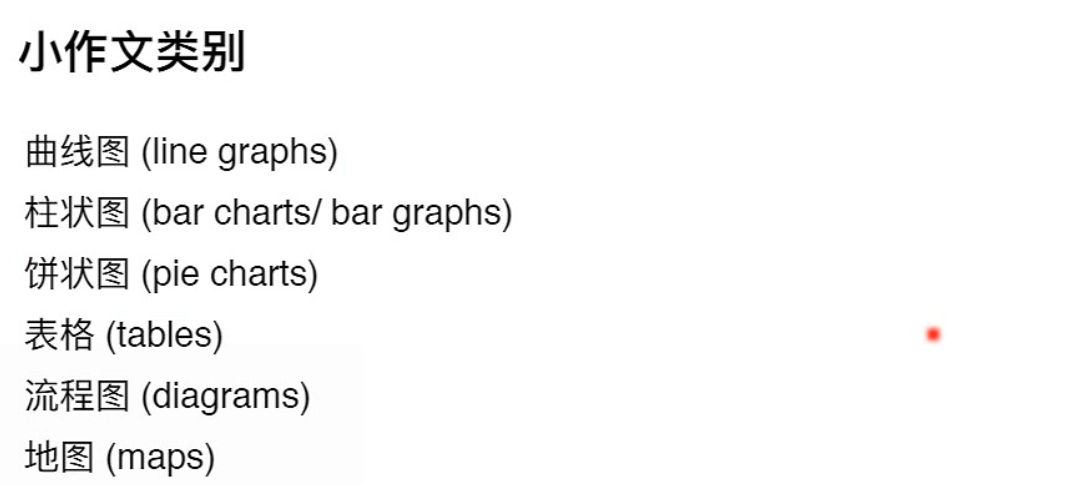 小作文类别
曲线图 (line graphs)
柱状图 (bar charts/ bar graphs)
饼状图 (pie charts)
表格 (tables)
流程图 (diagrams)
地图 (maps)